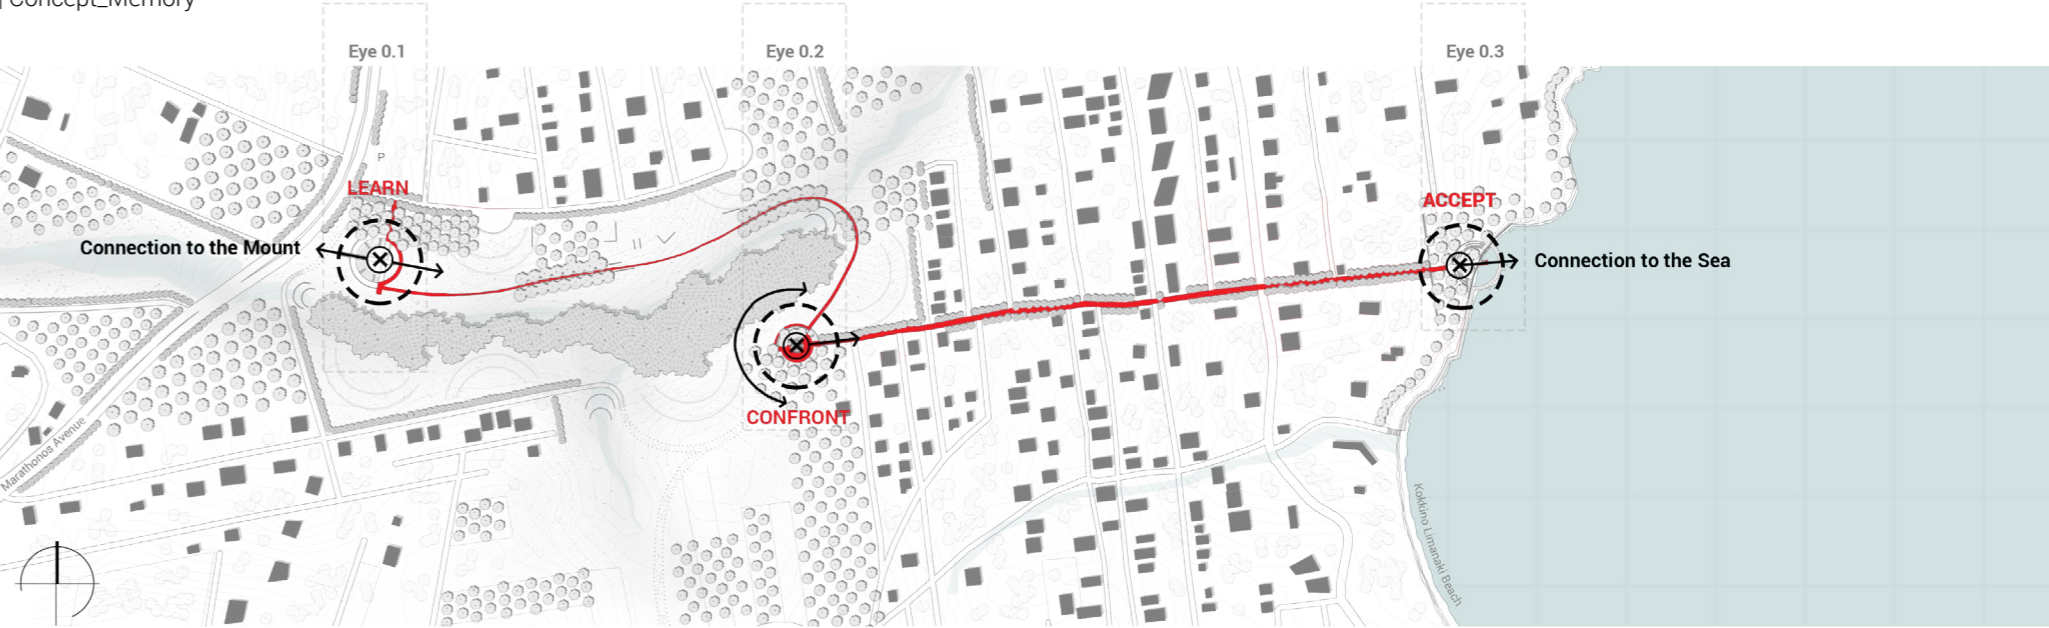 Concept_Memory
Eye 0.1
Eye 0.2
Eye 0.3
P
LEARN
ACCEPT
Connection to the Mount
Connection to the Sea
CONFRONT
Marathonos Avenue
Kokkino Limanaki Beach